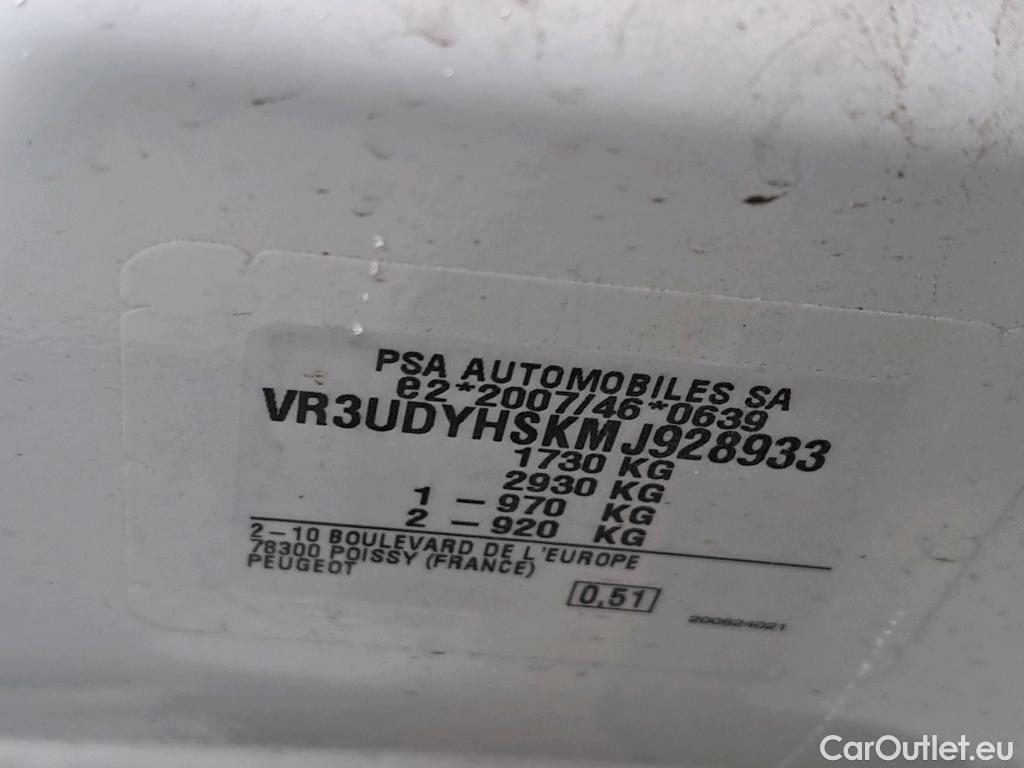 PSA AUTOMOBILES SA
e2*2007/46*0639
VR3UDYHSKMJ928933
1730 KG
2930 KG
1 – 970 KG
2 – 920 KG
2–10 BOULEVARD DE L'EUROPE
78300 POISSY (FRANCE)
PEUGEOT
0,51
200624021
CarOutlet.eu